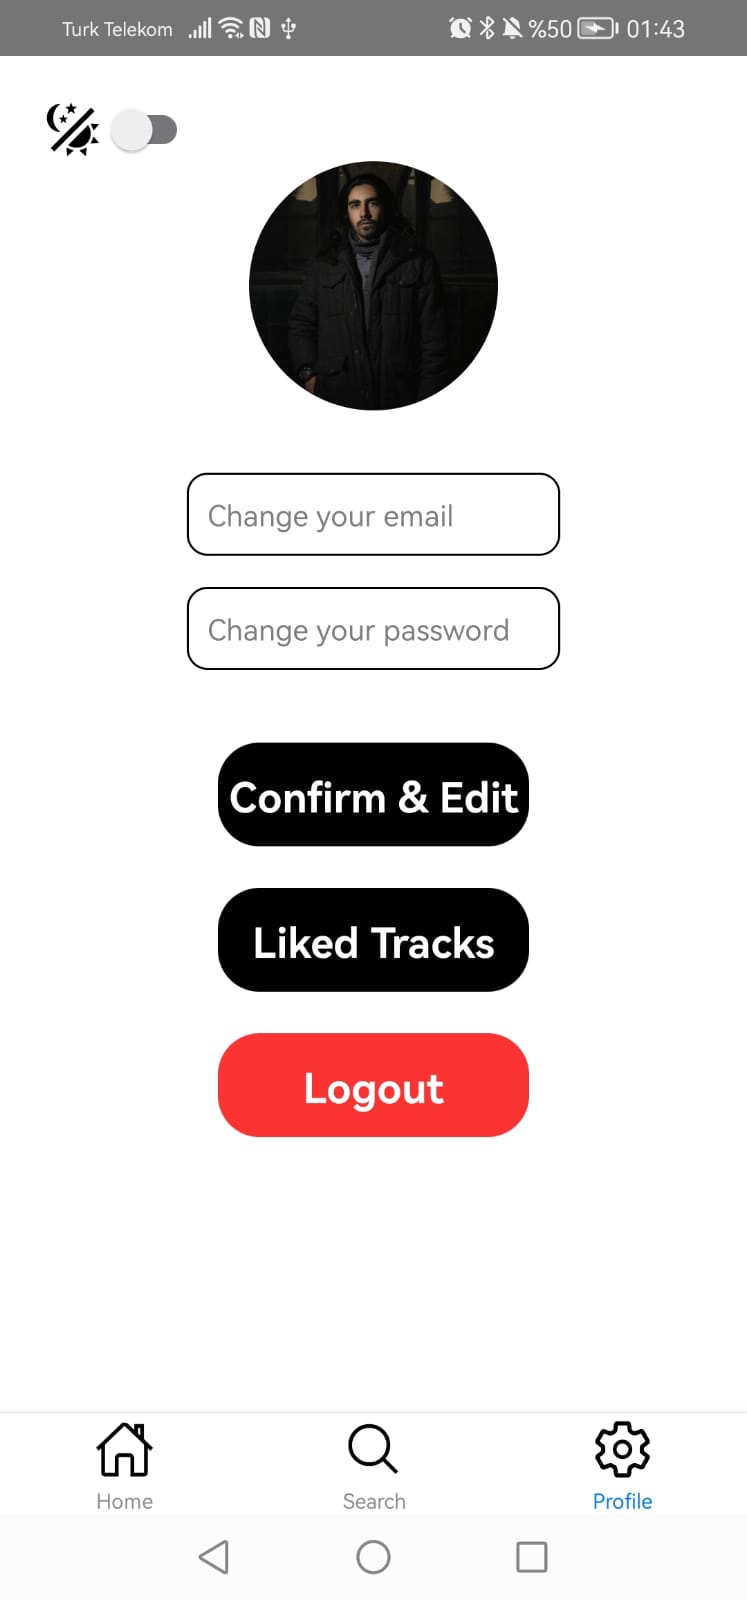 Turk Telekom %50 01:43
Change your email
Change your password
Confirm & Edit
Liked Tracks
Logout
Home Search Profile